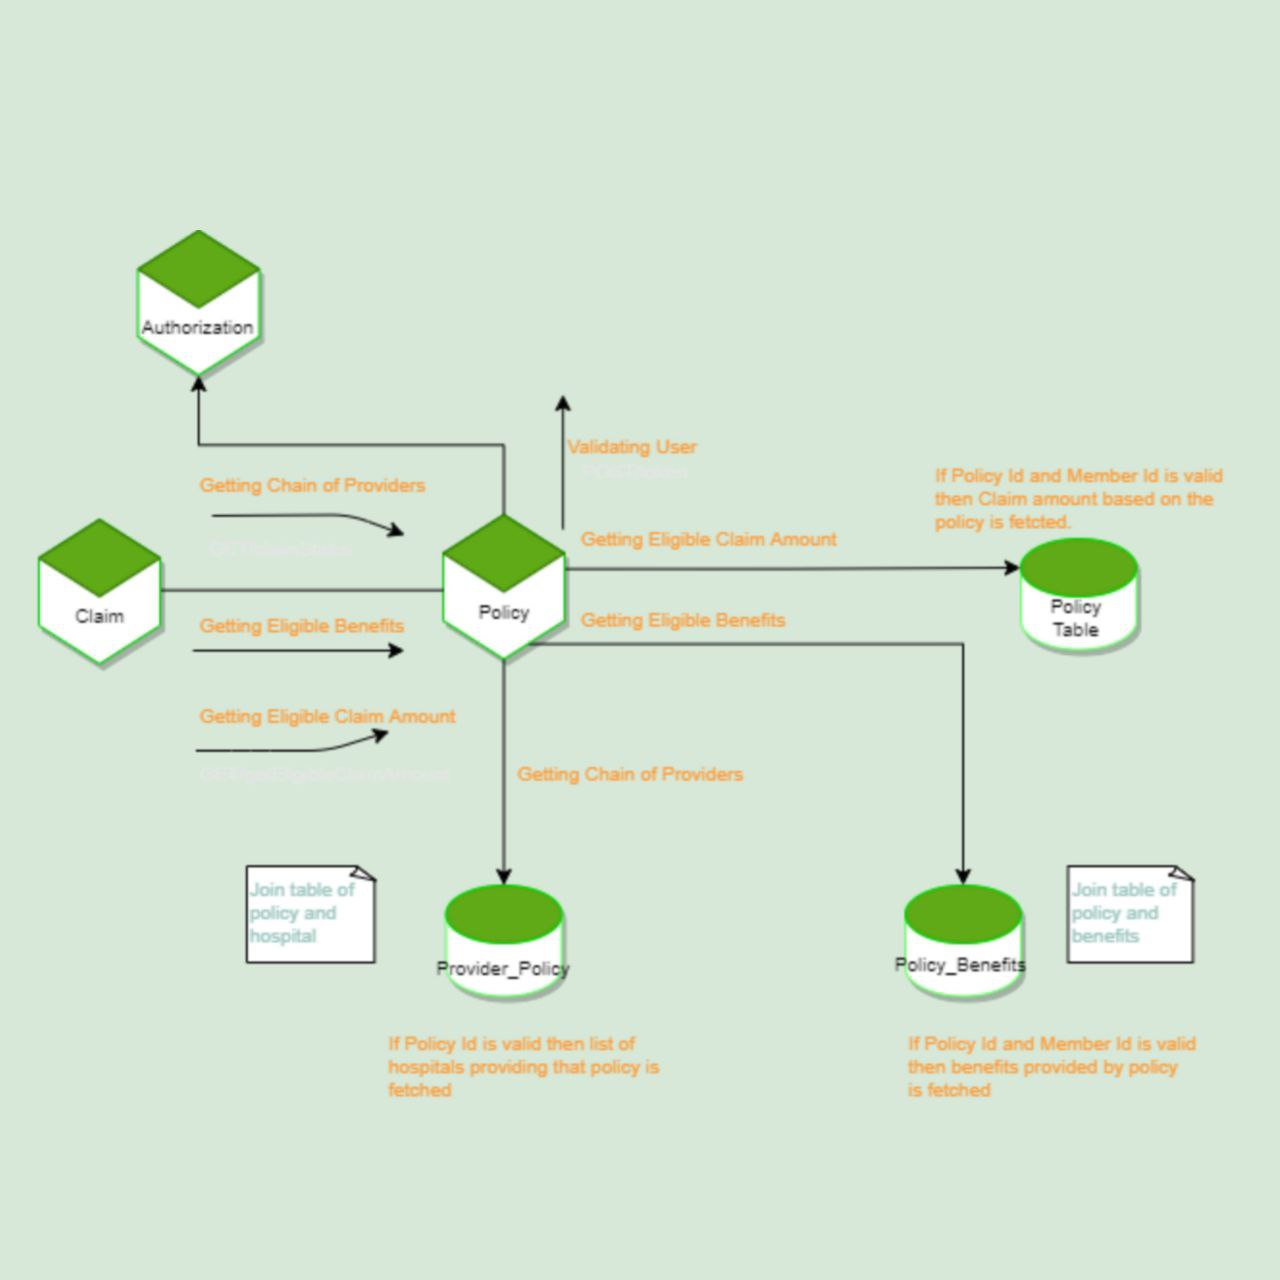 Authorization
Validating User
Getting Chain of Providers
If Policy Id and Member Id is valid
then Claim amount based on the
policy is fetcted.
Getting Eligible Claim Amount
Claim
Policy
Policy
Table
Getting Eligible Benefits
Getting Eligible Benefits
Getting Eligible Claim Amount
Getting Chain of Providers
Join table of
policy and
hospital
Provider_Policy
Policy_Benefits
Join table of
policy and
benefits
If Policy Id is valid then list of
hospitals providing that policy is
fetched
If Policy Id and Member Id is valid
then benefits provided by policy
is fetched